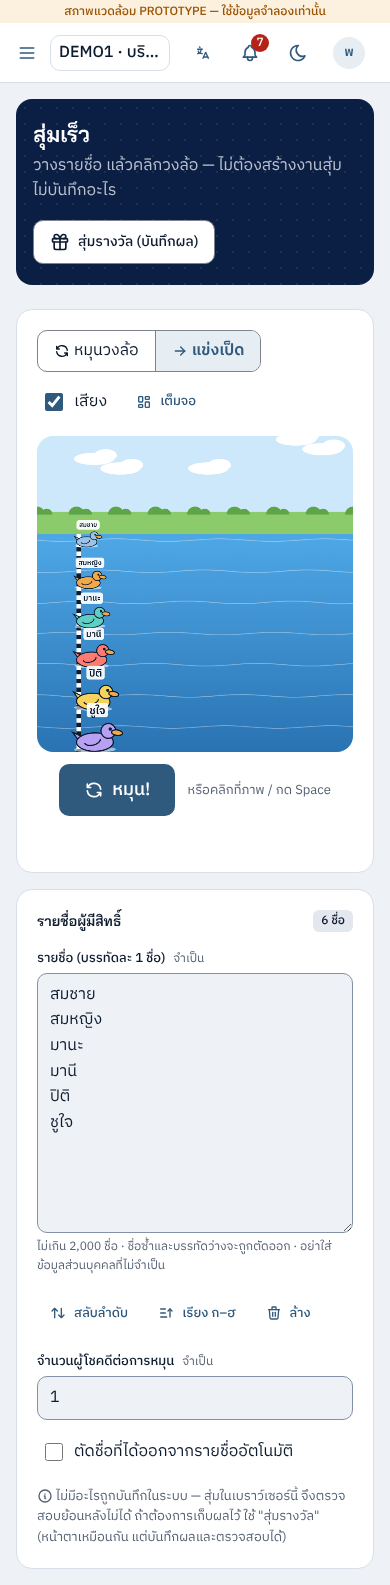 สภาพแวดล้อม PROTOTYPE — ใช้ข้อมูลจำลองเท่านั้น
DEMO1 · บริ...
7
พ
สุ่มเร็ว
วางรายชื่อ แล้วคลิกวงล้อ — ไม่ต้องสร้างงานสุ่ม
ไม่บันทึกอะไร
สุ่มรางวัล (บันทึกผล)
หมุนวงล้อ
แข่งเป็ด
เสียง
เต็มจอ
สมชาย
สมหญิง
มานะ
มานี
ปิติ
ชูใจ
หมุน!
หรือคลิกที่ภาพ / กด Space
รายชื่อผู้มีสิทธิ์
6 ชื่อ
รายชื่อ (บรรทัดละ 1 ชื่อ) จำเป็น
สมชาย
สมหญิง
มานะ
มานี
ปิติ
ชูใจ
ไม่เกิน 2,000 ชื่อ · ชื่อซ้ำและบรรทัดว่างจะถูกตัดออก · อย่าใส่
ข้อมูลส่วนบุคคลที่ไม่จำเป็น
สลับลำดับ
เรียง ก–ฮ
ล้าง
จำนวนผู้โชคดีต่อการหมุน จำเป็น
1
ตัดชื่อที่ได้ออกจากรายชื่ออัตโนมัติ
ไม่มีอะไรถูกบันทึกในระบบ — สุ่มในเบราว์เซอร์นี้ จึงตรวจ
สอบย้อนหลังไม่ได้ ถ้าต้องการเก็บผลไว้ ใช้ "สุ่มรางวัล"
(หน้าตาเหมือนกัน แต่บันทึกผลและตรวจสอบได้)